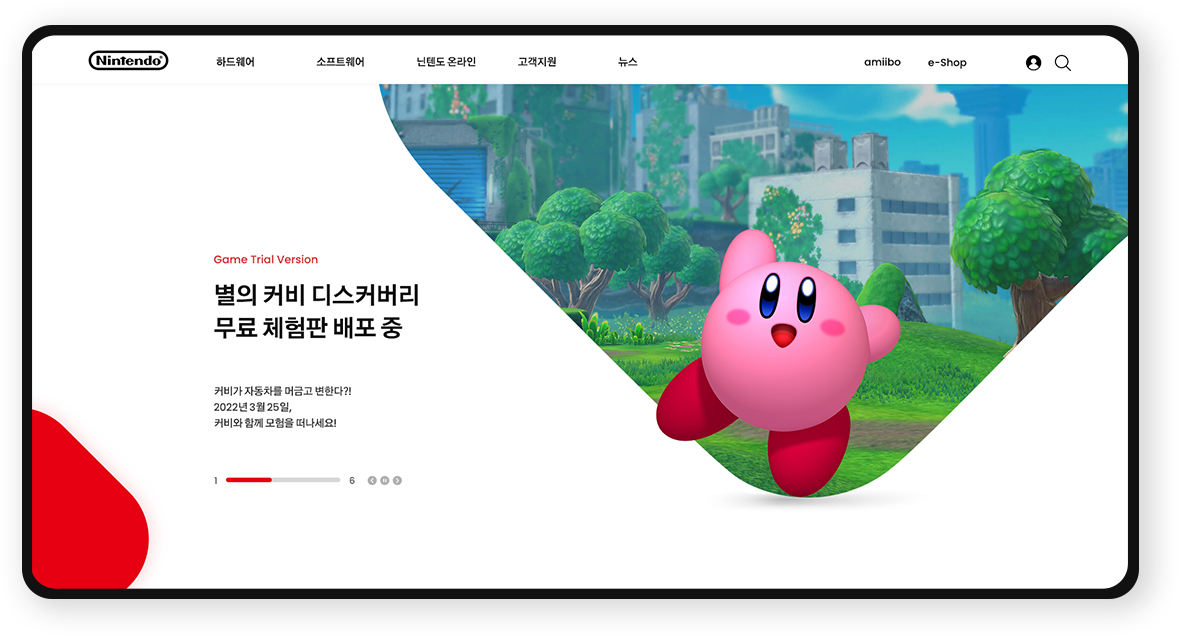 Nintendo
하드웨어
소프트웨어
닌텐도 온라인
고객지원
뉴스
amiibo
e-Shop
Game Trial Version
별의 커비 디스커버리
무료 체험판 배포 중
커비가 자동차를 머금고 변한다?!
2022년 3월 25일,
커비와 함께 모험을 떠나세요!
1
6